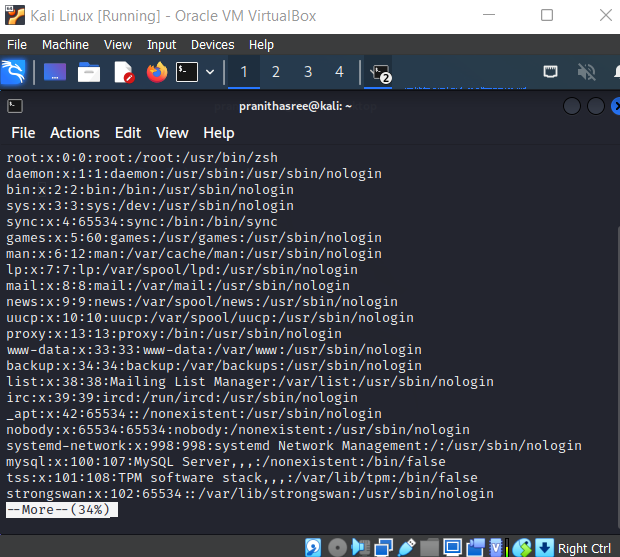 Kali Linux [Running] - Oracle VM VirtualBox
File Machine View Input Devices Help
1 2 3 4 2
pranithasree@kali: ~
File Actions Edit View Help
root:x:0:0:root:/root:/usr/bin/zsh
daemon:x:1:1:daemon:/usr/sbin:/usr/sbin/nologin
bin:x:2:2:bin:/bin:/usr/sbin/nologin
sys:x:3:3:sys:/dev:/usr/sbin/nologin
sync:x:4:65534:sync:/bin:/bin/sync
games:x:5:60:games:/usr/games:/usr/sbin/nologin
man:x:6:12:man:/var/cache/man:/usr/sbin/nologin
lp:x:7:7:lp:/var/spool/lpd:/usr/sbin/nologin
mail:x:8:8:mail:/var/mail:/usr/sbin/nologin
news:x:9:9:news:/var/spool/news:/usr/sbin/nologin
uucp:x:10:10:uucp:/var/spool/uucp:/usr/sbin/nologin
proxy:x:13:13:proxy:/bin:/usr/sbin/nologin
www-data:x:33:33:www-data:/var/www:/usr/sbin/nologin
backup:x:34:34:backup:/var/backups:/usr/sbin/nologin
list:x:38:38:Mailing List Manager:/var/list:/usr/sbin/nologin
irc:x:39:39:ircd:/run/ircd:/usr/sbin/nologin
_apt:x:42:65534::/nonexistent:/usr/sbin/nologin
nobody:x:65534:65534:nobody:/nonexistent:/usr/sbin/nologin
systemd-network:x:998:998:systemd Network Management:/:/usr/sbin/nologin
mysql:x:100:107:MySQL Server,,,:/nonexistent:/bin/false
tss:x:101:108:TPM software stack,,,:/var/lib/tpm:/bin/false
strongswan:x:102:65534::/var/lib/strongswan:/usr/sbin/nologin
--More--(34%)
Right Ctrl